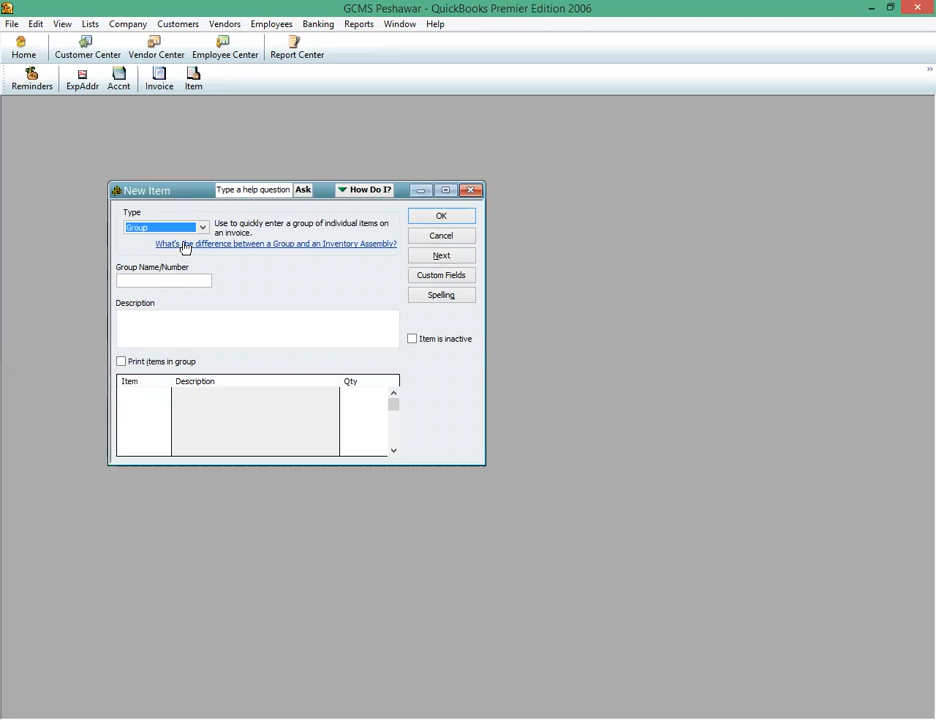 GCMS Peshawar - QuickBooks Premier Edition 2006
File Edit View Lists Company Customers Vendors Employees Banking Reports Window Help
Home Customer Center Vendor Center Employee Center Report Center
Reminders ExpAddr Accnt Invoice Item
New Item Type a help question Ask How Do I?
Type
Group
Use to quickly enter a group of individual items on
an invoice.
What's the difference between a Group and an Inventory Assembly?
OK
Cancel
Next
Custom Fields
Spelling
Group Name/Number
Description
Item is inactive
Print items in group
Item Description Qty